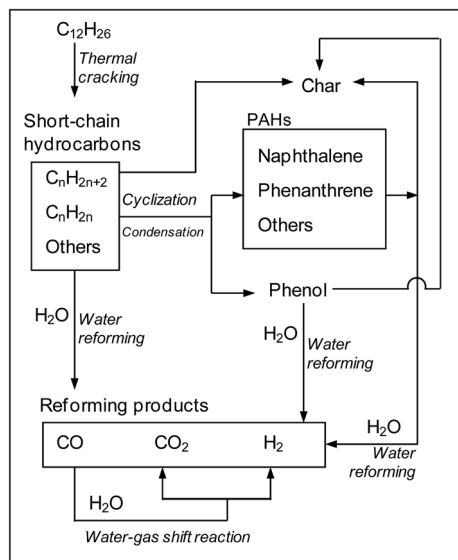 C₁₂H₂₆
Thermal
cracking
Char
Short-chain
hydrocarbons
PAHs
CₙH₂ₙ₊₂
CₙH₂ₙ
Others
Cyclization
Condensation
Naphthalene
Phenanthrene
Others
Phenol
H₂O
Water
reforming
H₂O
Water
reforming
Reforming products
H₂O
Water
reforming
CO
CO₂
H₂
H₂O
Water-gas shift reaction